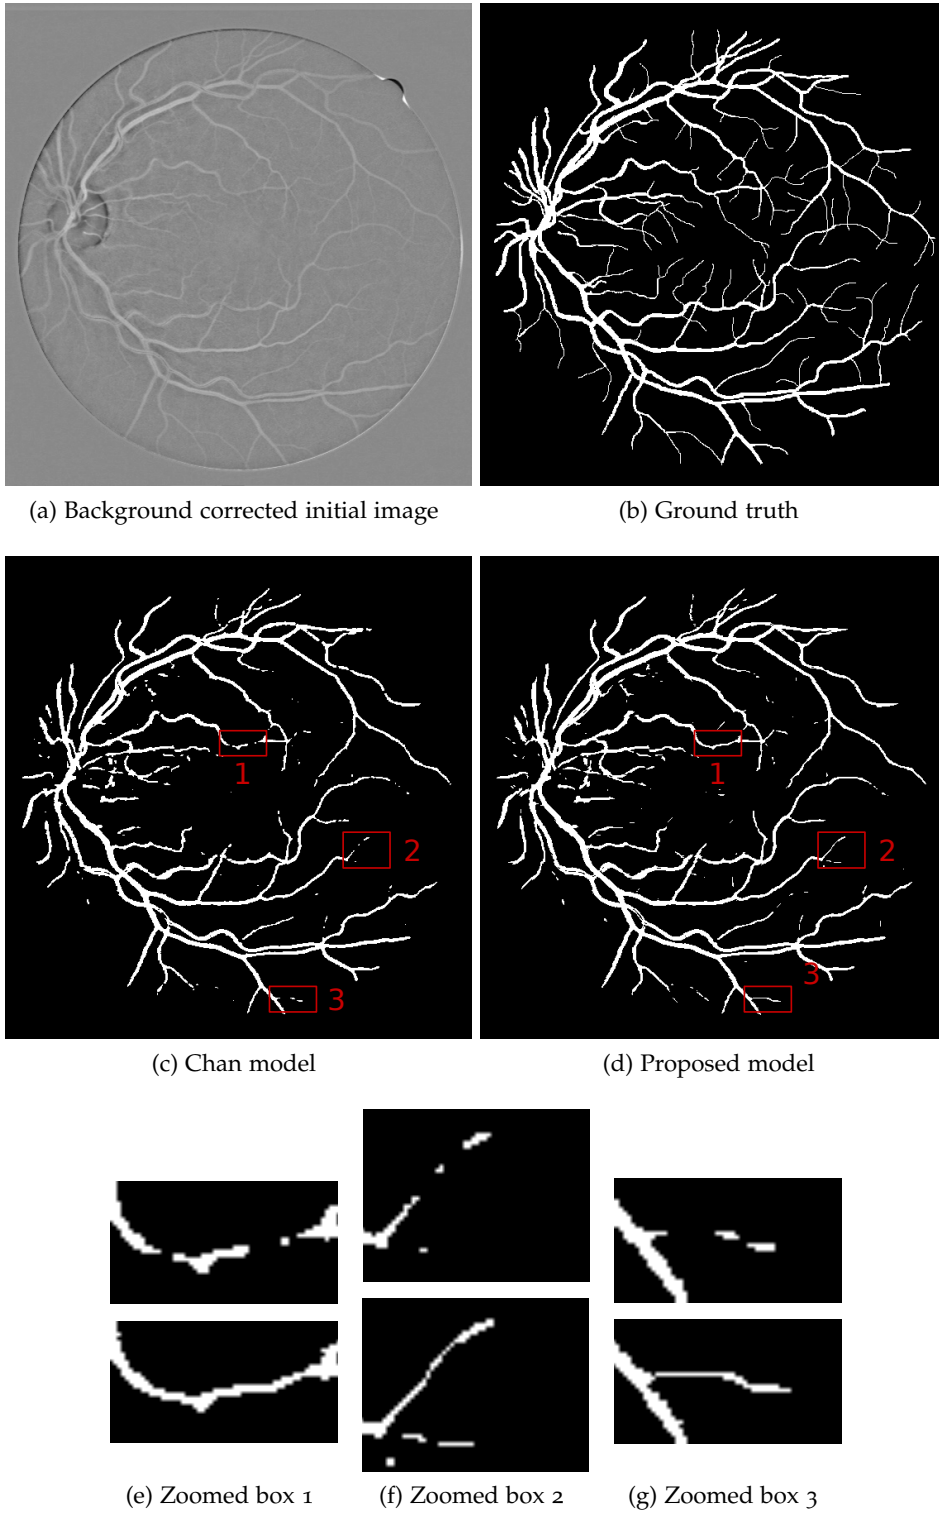 (a) Background corrected initial image
(b) Ground truth
1
2
3
1
2
3
(c) Chan model
(d) Proposed model
(e) Zoomed box 1
(f) Zoomed box 2
(g) Zoomed box 3